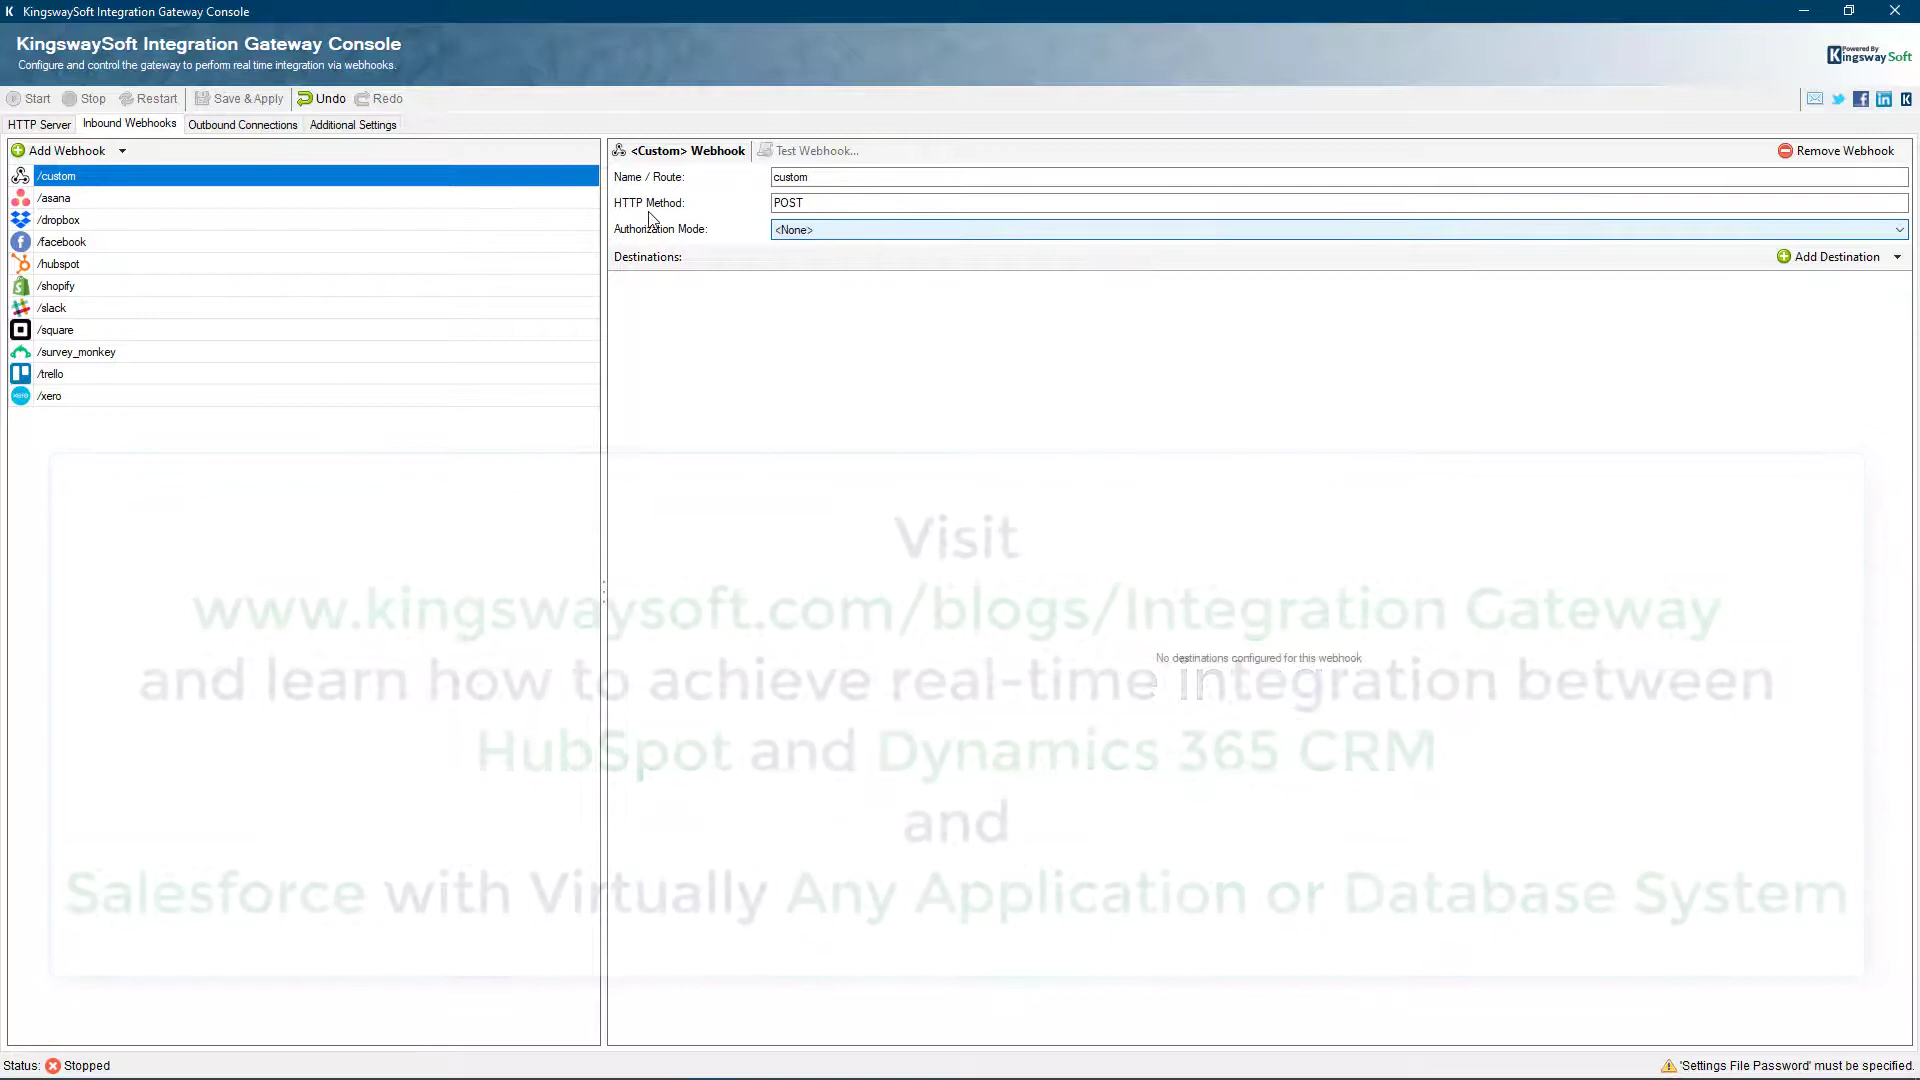 KingswaySoft Integration Gateway Console
KingswaySoft Integration Gateway Console
Configure and control the gateway to perform real time integration via webhooks.
Powered By
KingswaySoft
Start Stop Restart Save & Apply Undo Redo
HTTP Server Inbound Webhooks Outbound Connections Additional Settings
Add Webhook
/custom
/asana
/dropbox
/facebook
/hubspot
/shopify
/slack
/square
/survey_monkey
/trello
/xero
<Custom> Webhook Test Webhook... Remove Webhook
Name / Route: custom
HTTP Method: POST
Authorization Mode: <None>
Destinations: Add Destination
No destinations configured for this webhook
Visit
www.kingswaysoft.com/blogs/Integration Gateway
and learn how to achieve real-time integration between
HubSpot and Dynamics 365 CRM
and
Salesforce with Virtually Any Application or Database System
Status: Stopped
'Settings File Password' must be specified.